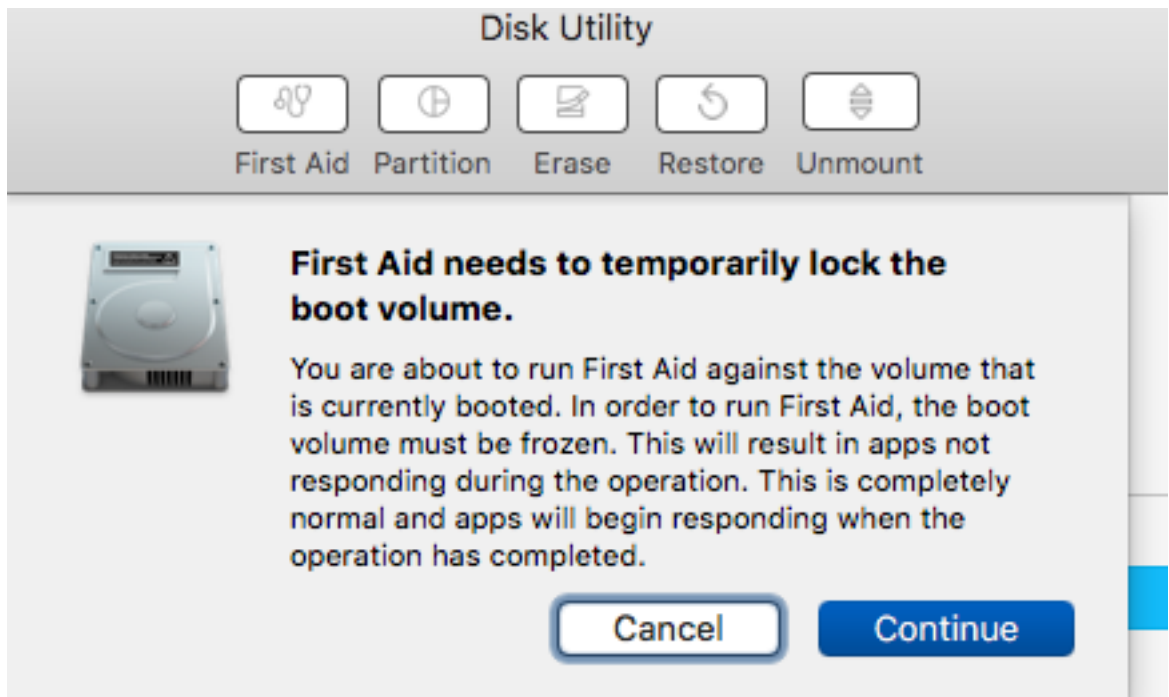 Disk Utility
First Aid Partition Erase Restore Unmount
First Aid needs to temporarily lock the
boot volume.
You are about to run First Aid against the volume that
is currently booted. In order to run First Aid, the boot
volume must be frozen. This will result in apps not
responding during the operation. This is completely
normal and apps will begin responding when the
operation has completed.
Cancel Continue